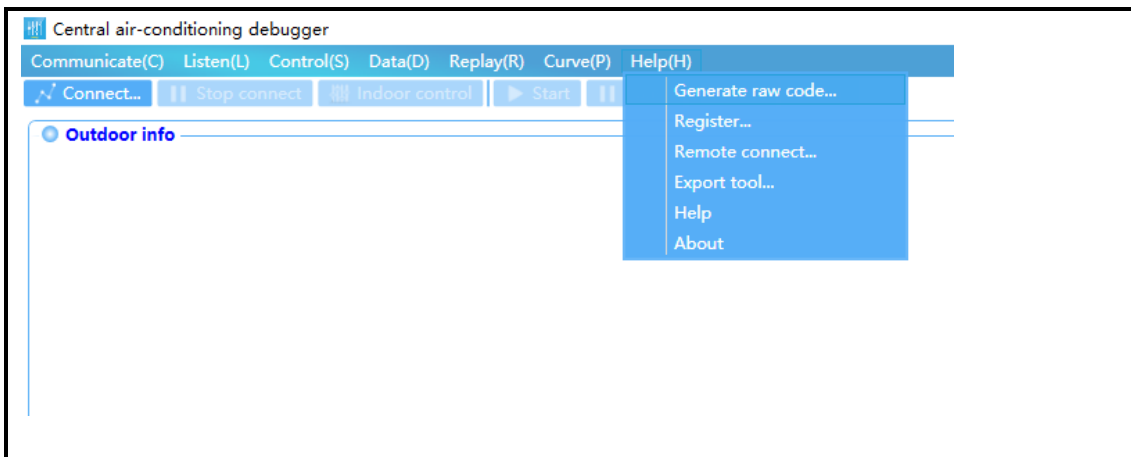 Central air-conditioning debugger
Communicate(C) Listen(L) Control(S) Data(D) Replay(R) Curve(P) Help(H)
Connect... Stop connect Indoor control Start
Generate raw code...
Register...
Remote connect...
Export tool...
Help
About
Outdoor info